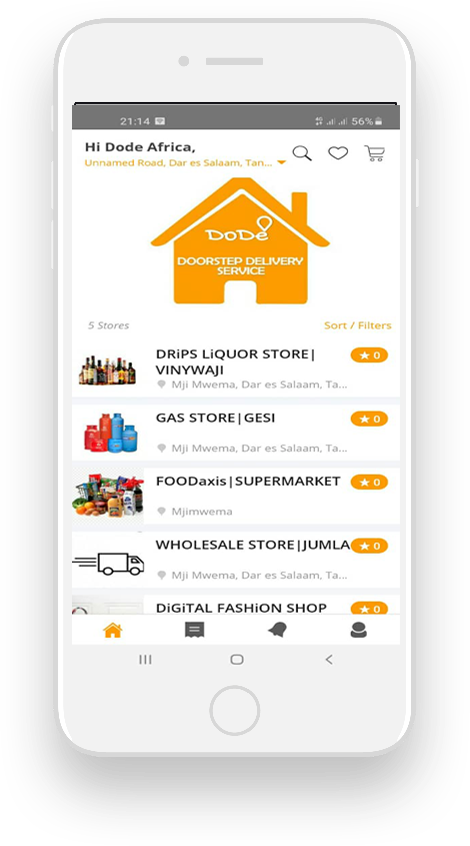 21:14 56%
Hi Dode Africa,
Unnamed Road, Dar es Salaam, Tan...
DoDe
DOORSTEP DELIVERY
SERVICE
5 Stores Sort / Filters
DRiPS LiQUOR STORE| ★ 0
VINYWAJI
Mji Mwema, Dar es Salaam, Ta...
GAS STORE|GESI ★ 0
Mji Mwema, Dar es Salaam, Ta...
FOODaxis|SUPERMARKET ★ 0
Mjimwema
WHOLESALE STORE|JUMLA ★ 0
Mji Mwema, Dar es Salaam, Ta...
DiGiTAL FASHiON SHOP ★ 0